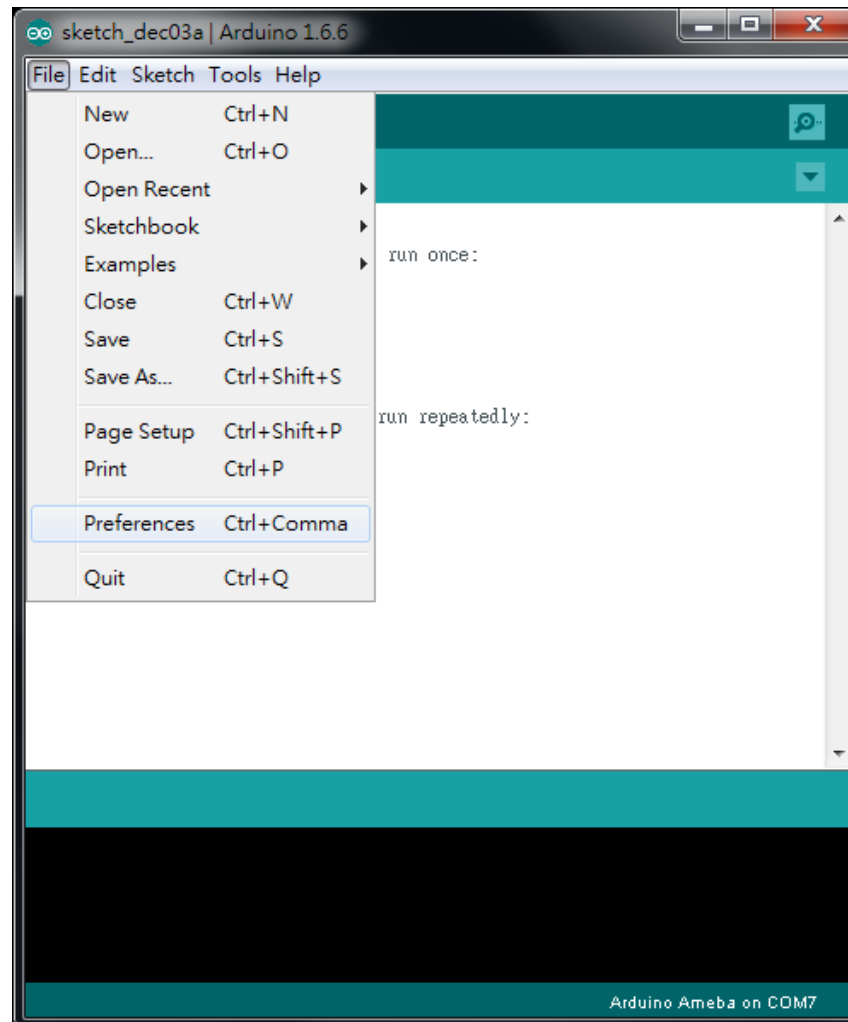 sketch_dec03a | Arduino 1.6.6
File Edit Sketch Tools Help
New Ctrl+N
Open... Ctrl+O
Open Recent
Sketchbook
Examples
Close Ctrl+W
Save Ctrl+S
Save As... Ctrl+Shift+S
Page Setup Ctrl+Shift+P
Print Ctrl+P
Preferences Ctrl+Comma
Quit Ctrl+Q
run once:
run repeatedly:
Arduino Ameba on COM7